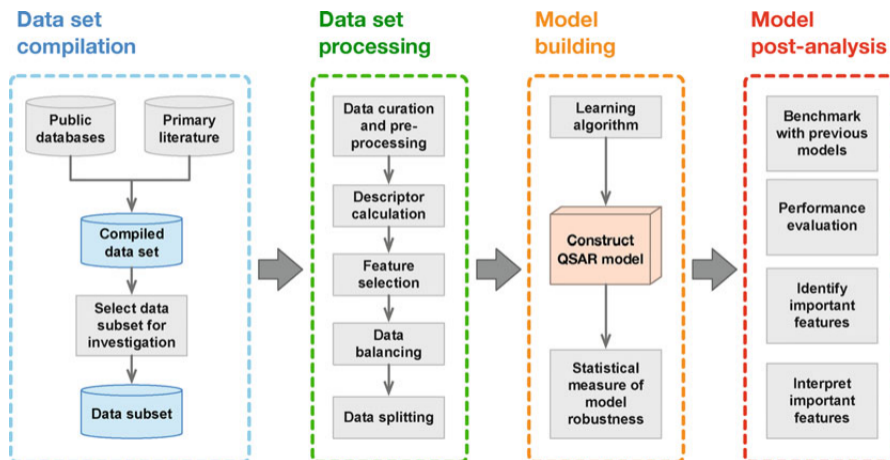 Data set
compilation
Public
databases
Primary
literature
Compiled
data set
Select data
subset for
investigation
Data subset
Data set
processing
Data curation
and pre-
processing
Descriptor
calculation
Feature
selection
Data
balancing
Data splitting
Model
building
Learning
algorithm
Construct
QSAR model
Statistical
measure of
model
robustness
Model
post-analysis
Benchmark
with previous
models
Performance
evaluation
Identify
important
features
Interpret
important
features